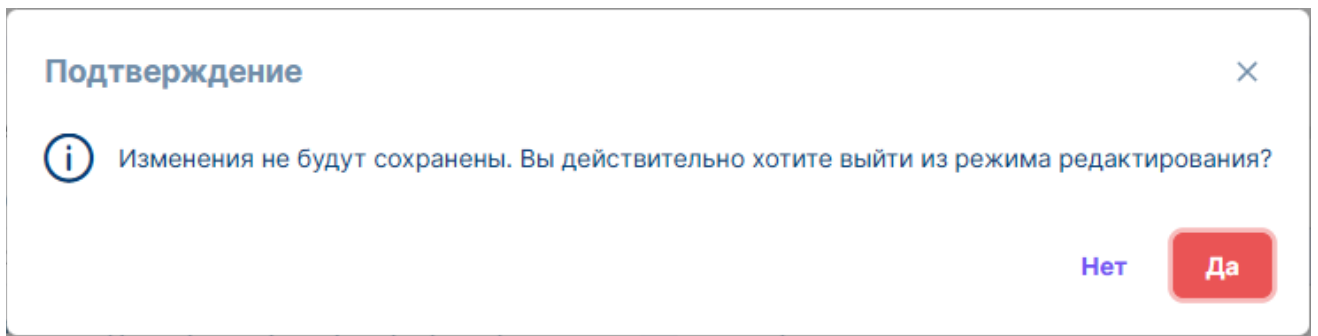 Подтверждение
Изменения не будут сохранены. Вы действительно хотите выйти из режима редактирования?
Нет
Да